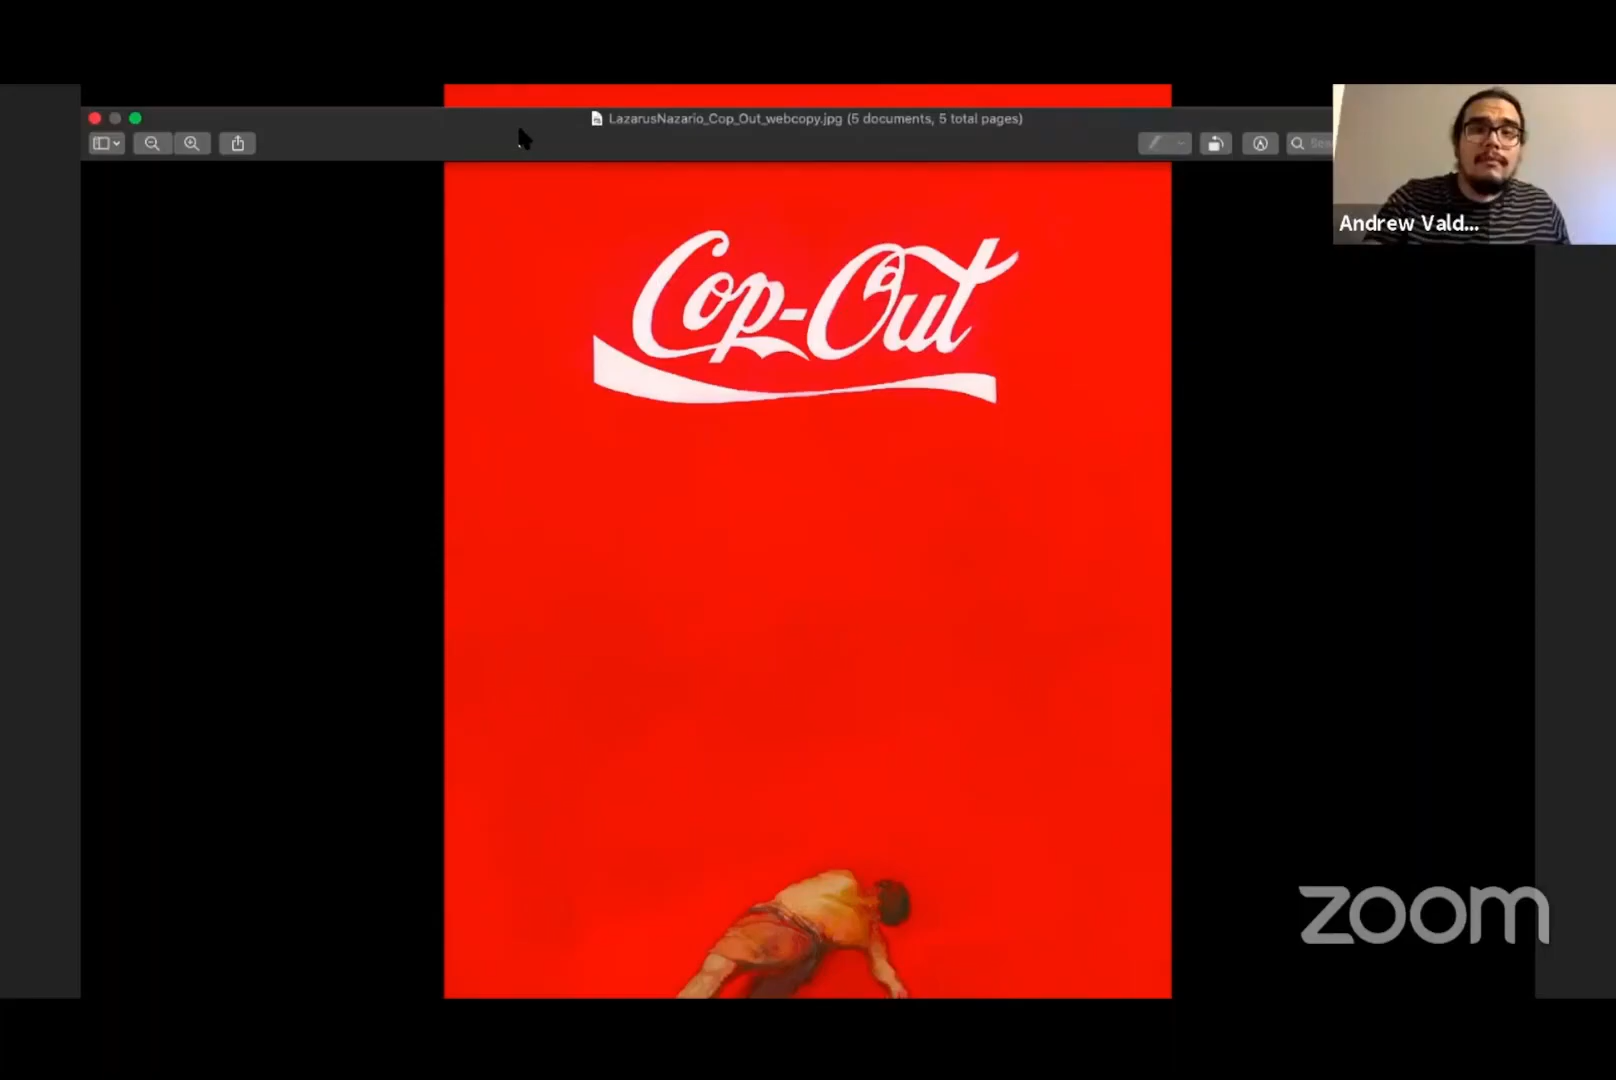 LazarusNazario_Cop_Out_webcopy.jpg (5 documents, 5 total pages)
Andrew Vald...
Cop-Out
zoom